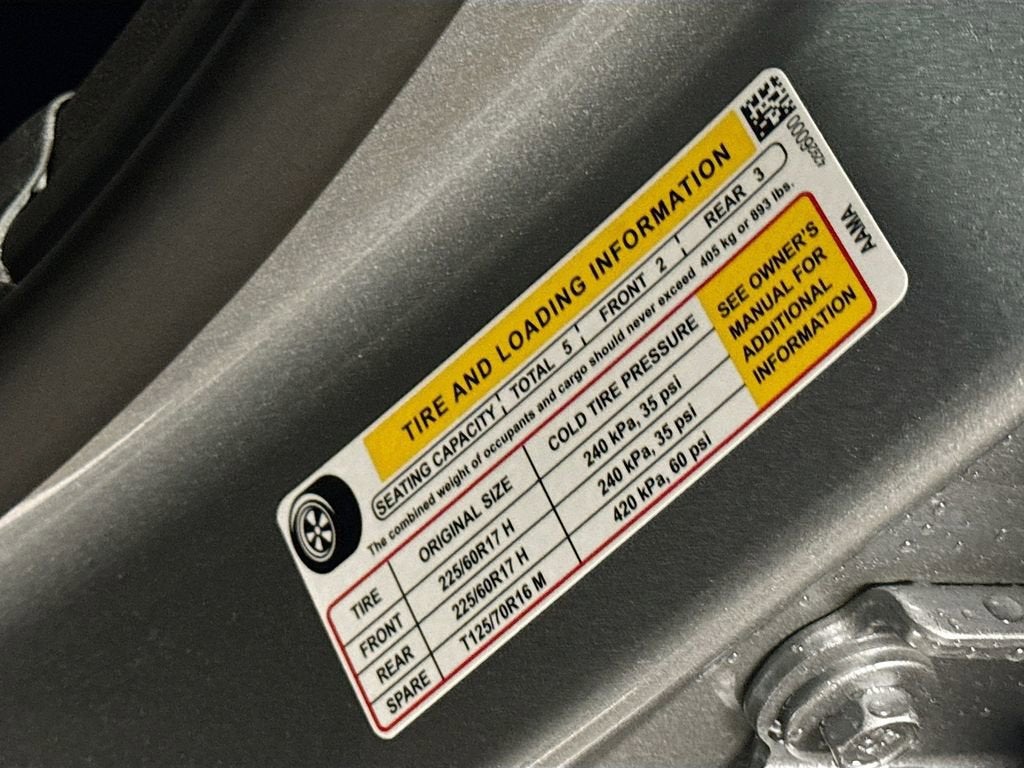 TIRE AND LOADING INFORMATION
SEATING CAPACITY TOTAL 5 FRONT 2 REAR 3
The combined weight of occupants and cargo should never exceed 405 kg or 893 lbs.
TIRE ORIGINAL SIZE COLD TIRE PRESSURE
FRONT 225/60R17 H 240 kPa, 35 psi
REAR 225/60R17 H 240 kPa, 35 psi
SPARE T125/70R16 M 420 kPa, 60 psi
SEE OWNER'S
MANUAL FOR
ADDITIONAL
INFORMATION
AAMA